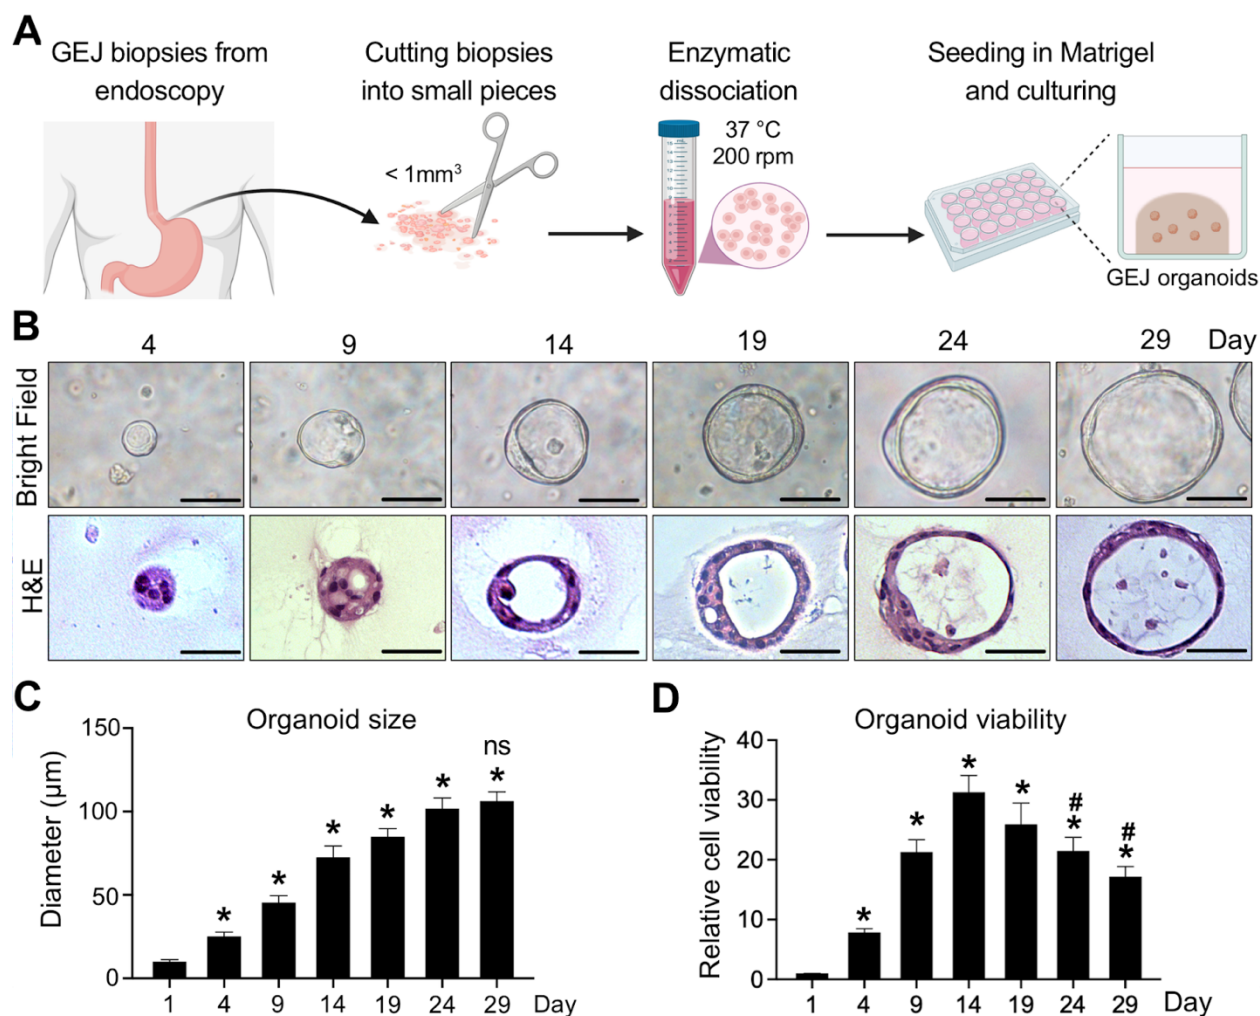 A
GEJ biopsies from
endoscopy
Cutting biopsies
into small pieces
< 1mm³
Enzymatic
dissociation
37 °C
200 rpm
Seeding in Matrigel
and culturing
GEJ organoids
B
4 9 14 19 24 29 Day
Bright Field
H&E
C
Organoid size
Diameter (μm)
150
100
50
0
* * * * * * ns
1 4 9 14 19 24 29 Day
D
Organoid viability
Relative cell viability
40
30
20
10
0
* * * * # * # *
1 4 9 14 19 24 29 Day